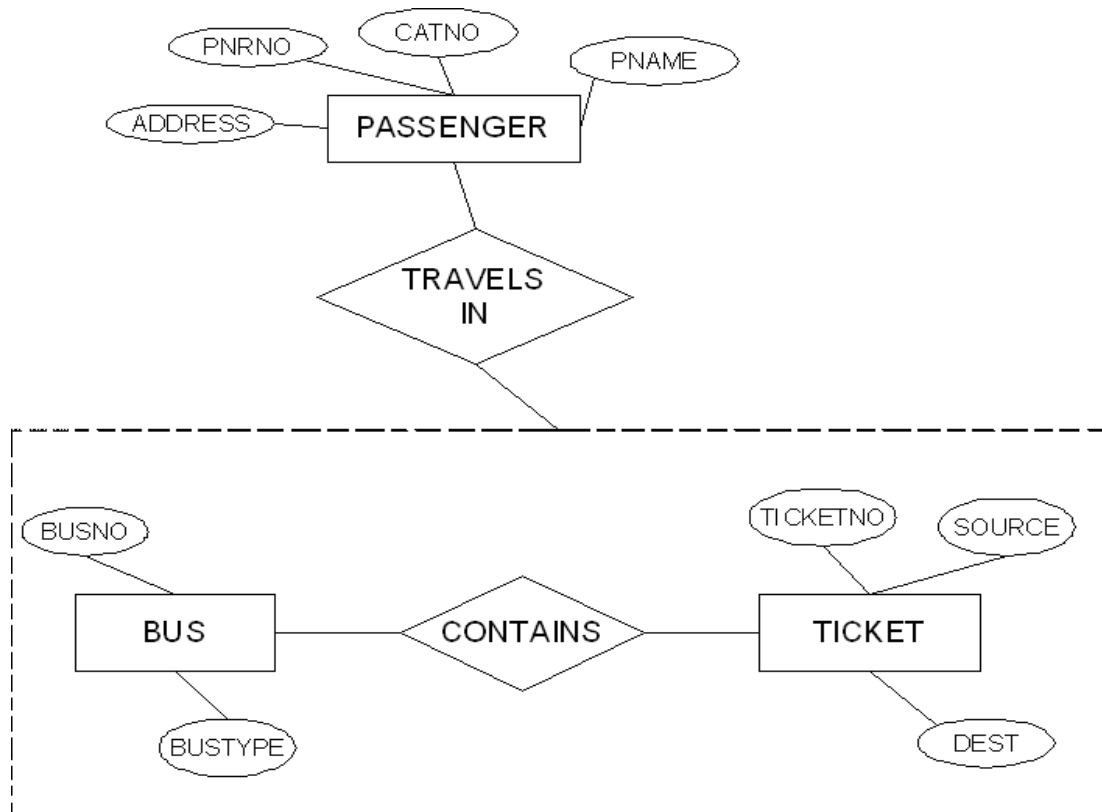 CATNO
PNRNO
PNAME
ADDRESS
PASSENGER
TRAVELS
IN
TICKETNO
SOURCE
BUSNO
BUS
CONTAINS
TICKET
BUSTYPE
DEST